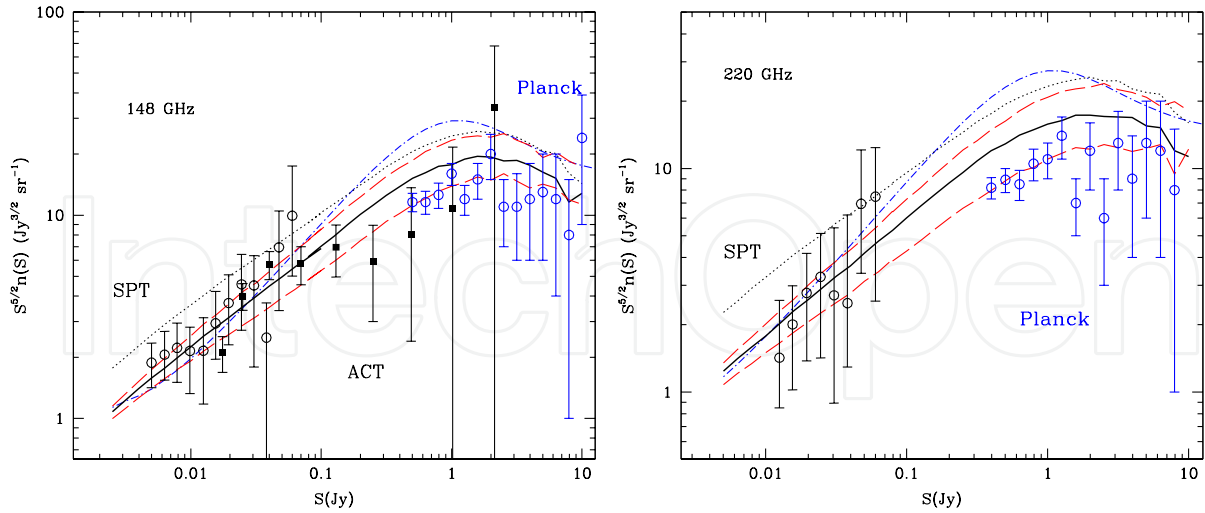 100
10
1
S^5/2 n(S) (Jy^3/2 sr^-1)
148 GHz
Planck
SPT
ACT
0.01
0.1
1
10
S(Jy)
10
1
S^5/2 n(S) (Jy^3/2 sr^-1)
220 GHz
SPT
Planck
0.01
0.1
1
10
S(Jy)
IntechOpen